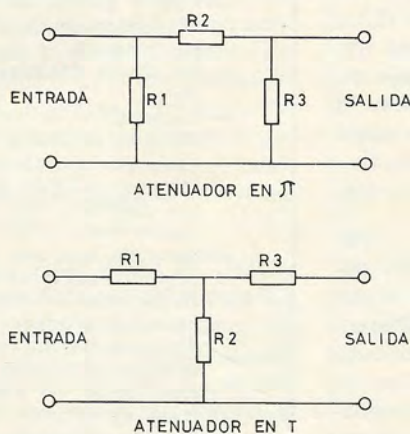 R2
ENTRADA R1 R3 SALIDA
ATENUADOR EN π
R1 R3
ENTRADA R2 SALIDA
ATENUADOR EN T